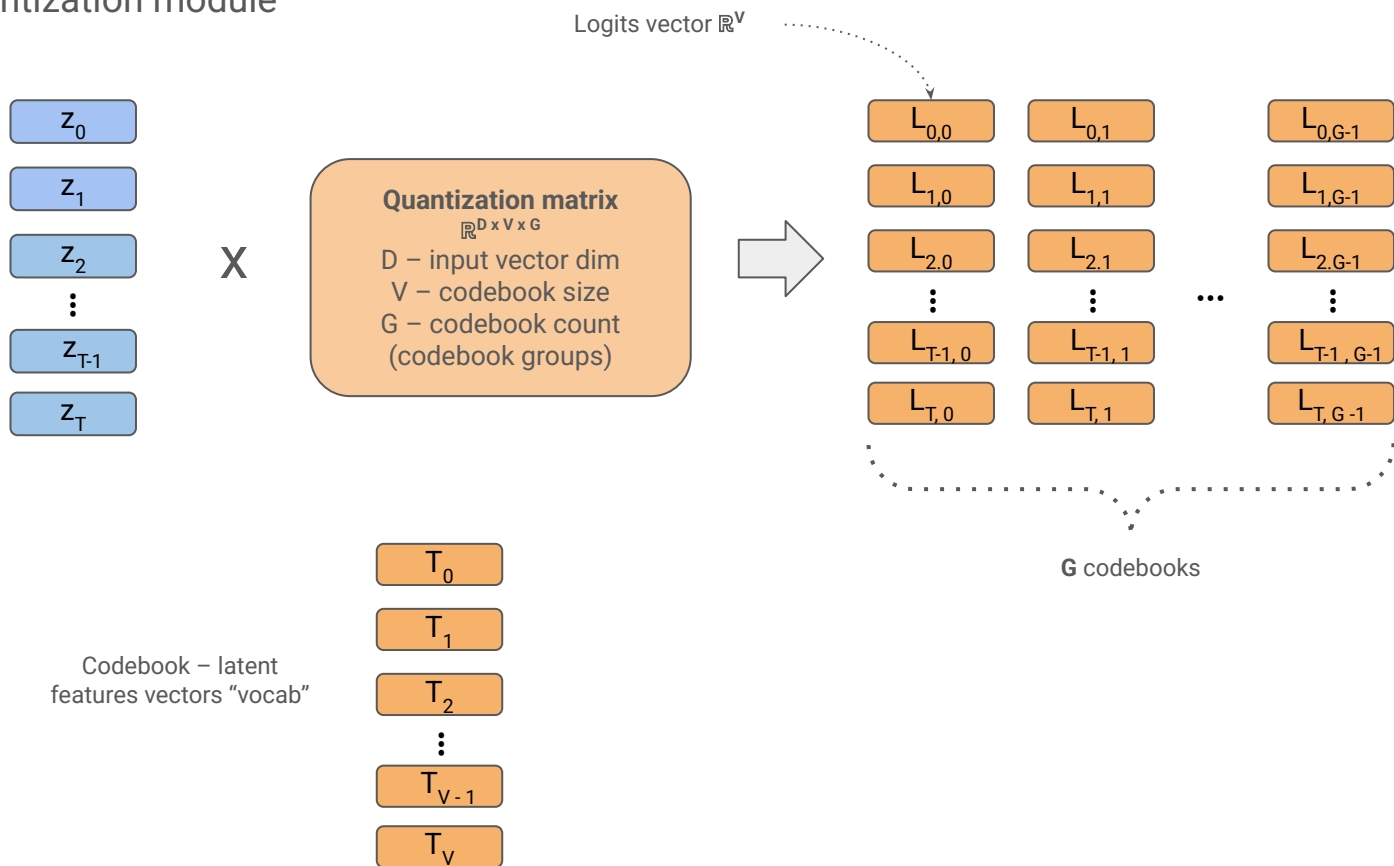 ntization module
Logits vector ℝ^V
z_0
z_1
z_2
z_T-1
z_T
X
Quantization matrix
ℝ^D x V x G
D – input vector dim
V – codebook size
G – codebook count
(codebook groups)
L_0,0 L_0,1 L_0,G-1
L_1,0 L_1,1 L_1,G-1
L_2.0 L_2.1 L_2.G-1
L_T-1, 0 L_T-1, 1 L_T-1 , G-1
L_T, 0 L_T, 1 L_T, G -1
G codebooks
Codebook – latent
features vectors “vocab”
T_0
T_1
T_2
T_V - 1
T_V